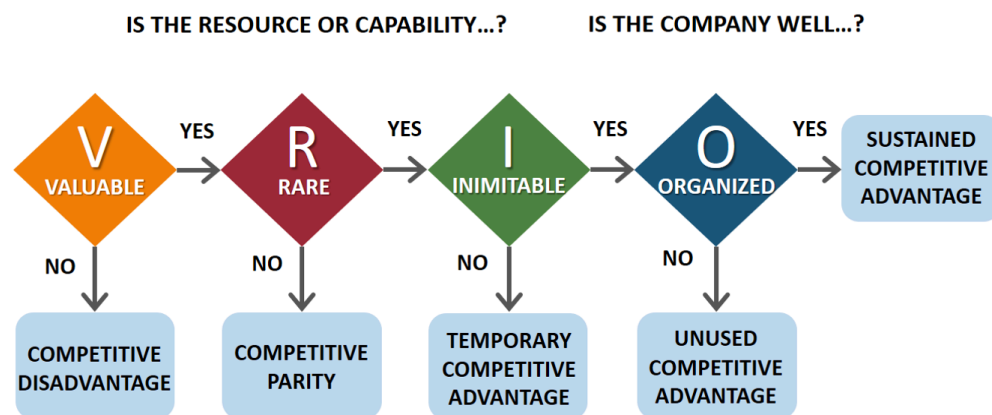 IS THE RESOURCE OR CAPABILITY...?
IS THE COMPANY WELL...?
V
VALUABLE
YES
R
RARE
YES
I
INIMITABLE
YES
O
ORGANIZED
YES
SUSTAINED
COMPETITIVE
ADVANTAGE
NO
NO
NO
NO
COMPETITIVE
DISADVANTAGE
COMPETITIVE
PARITY
TEMPORARY
COMPETITIVE
ADVANTAGE
UNUSED
COMPETITIVE
ADVANTAGE